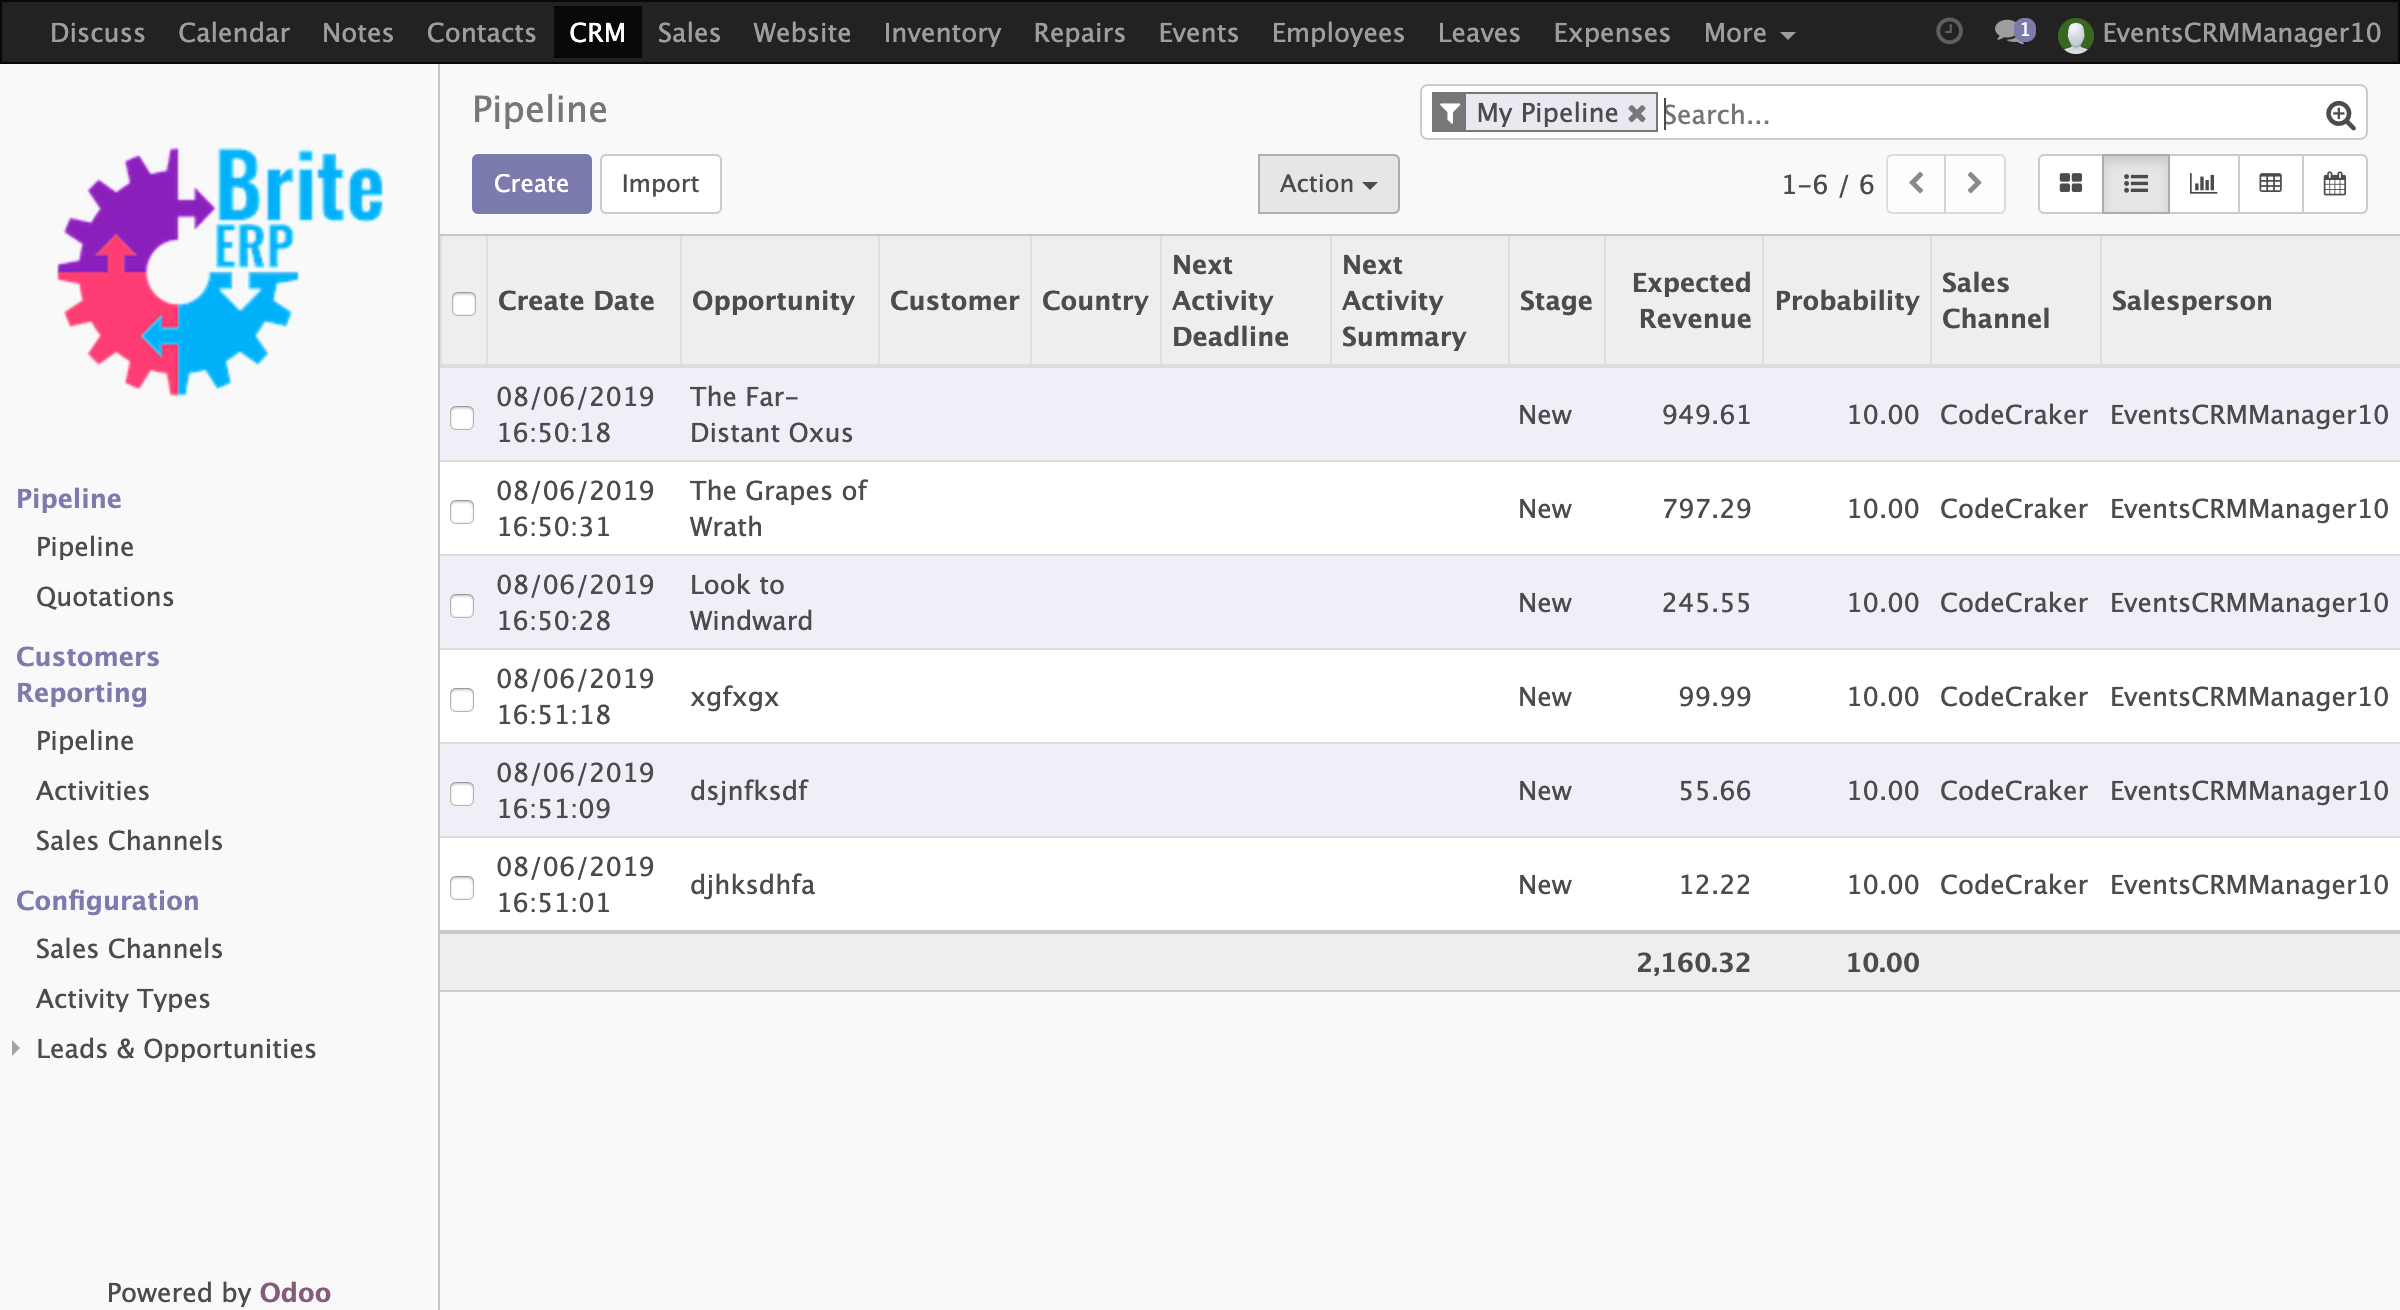 Discuss Calendar Notes Contacts CRM Sales Website Inventory Repairs Events Employees Leaves Expenses More 1 EventsCRMManager10
Brite
ERP
Pipeline
Pipeline
Quotations
Customers
Reporting
Pipeline
Activities
Sales Channels
Configuration
Sales Channels
Activity Types
Leads & Opportunities
Powered by Odoo
Pipeline
My Pipeline Search...
Create Import Action 1-6 / 6
Create Date Opportunity Customer Country Next Activity Deadline Next Activity Summary Stage Expected Revenue Probability Sales Channel Salesperson
08/06/2019 16:50:18 The Far-Distant Oxus New 949.61 10.00 CodeCraker EventsCRMManager10
08/06/2019 16:50:31 The Grapes of Wrath New 797.29 10.00 CodeCraker EventsCRMManager10
08/06/2019 16:50:28 Look to Windward New 245.55 10.00 CodeCraker EventsCRMManager10
08/06/2019 16:51:18 xgfxgx New 99.99 10.00 CodeCraker EventsCRMManager10
08/06/2019 16:51:09 dsjnfksdf New 55.66 10.00 CodeCraker EventsCRMManager10
08/06/2019 16:51:01 djhksdhfa New 12.22 10.00 CodeCraker EventsCRMManager10
2,160.32 10.00